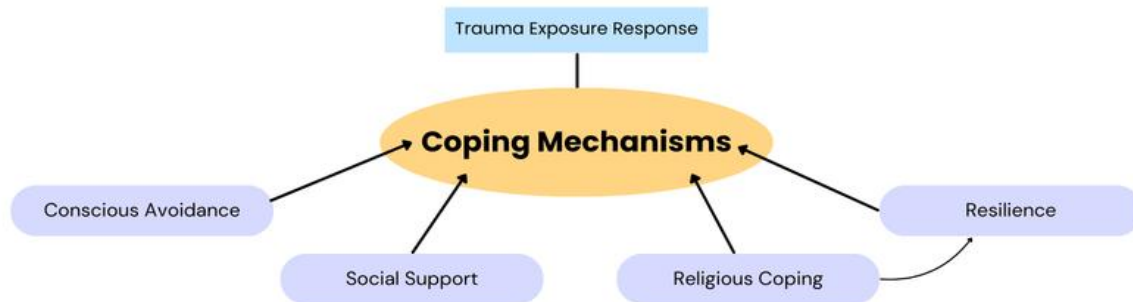 Trauma Exposure Response
Coping Mechanisms
Conscious Avoidance
Resilience
Social Support
Religious Coping